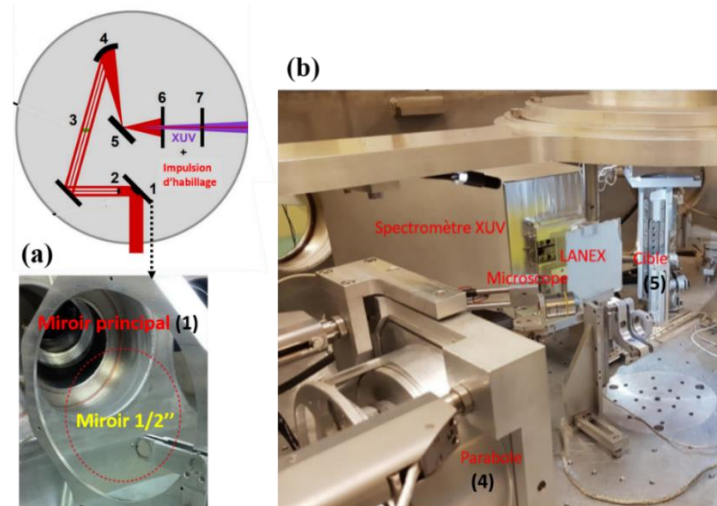 4
(b)
6
7
3
5
XUV
+
Impulsion
d'habillage
2
1
(a)
Miroir principal (1)
Miroir 1/2’’
Spectromètre XUV
LANEX
Cible
(5)
Microscope
Parabole
(4)